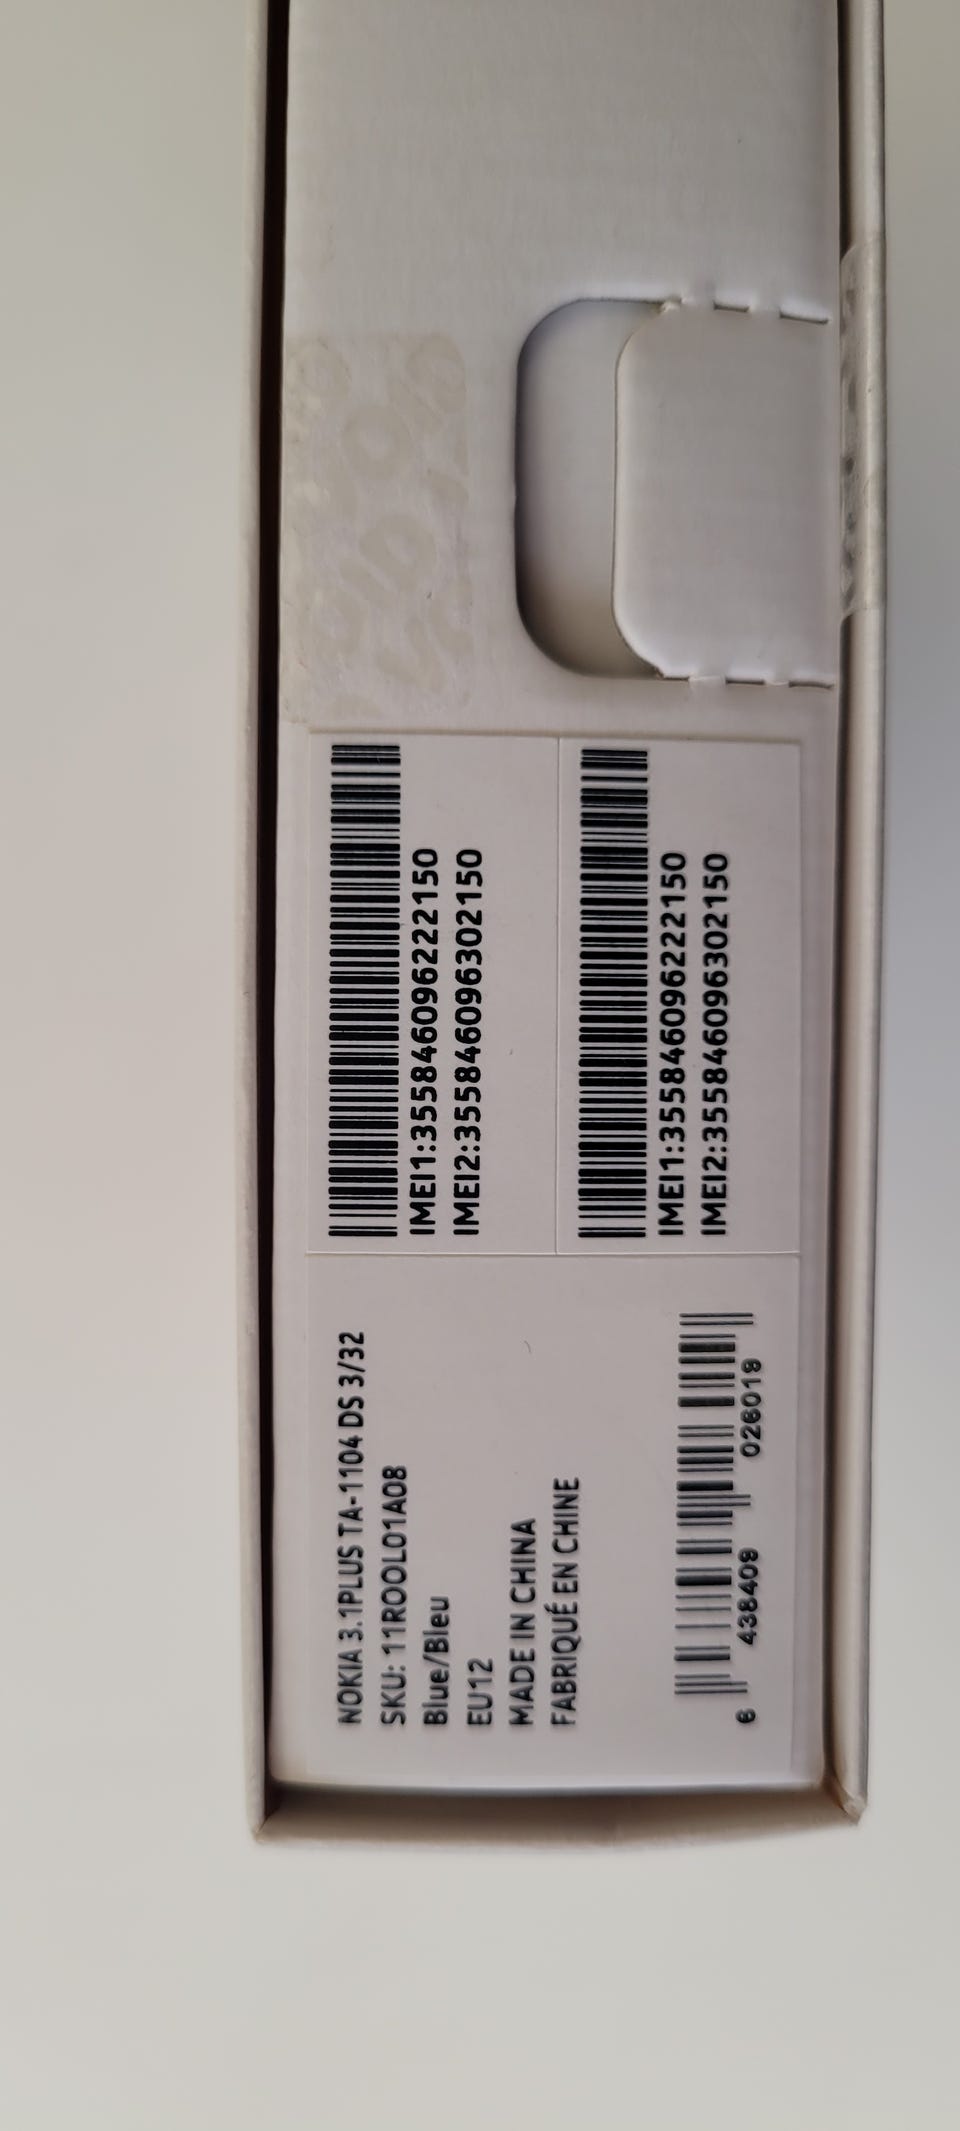 NOKIA 3.1PLUS TA-1104 DS 3/32
SKU: 11ROOL01A08
Blue/Bleu
EU12
MADE IN CHINA
FABRIQUÉ EN CHINE
6 438409 026019
IMEI1:355846096222150
IMEI2:355846096302150
IMEI1:355846096222150
IMEI2:355846096302150